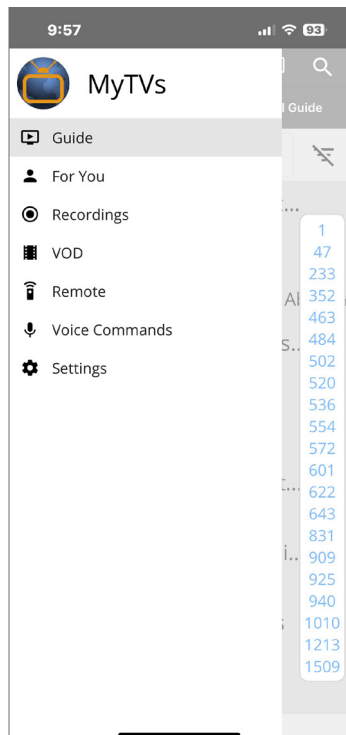 9:57
93
MyTVs
Guide
Guide
For You
Recordings
VOD
Remote
Voice Commands
Settings
1
47
233
352
463
484
502
520
536
554
572
601
622
643
831
909
925
940
1010
1213
1509